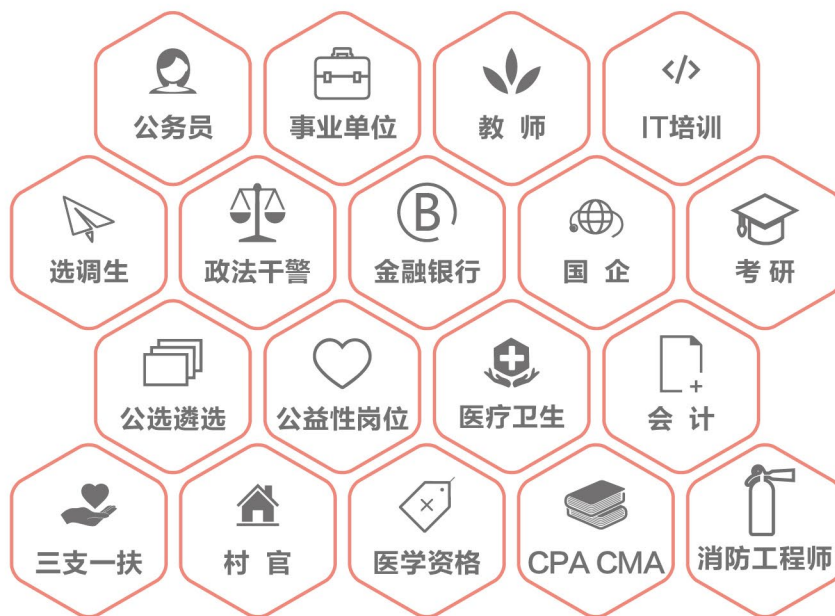 公务员
事业单位
教 师
IT培训
选调生
政法干警
金融银行
国 企
考 研
公选遴选
公益性岗位
医疗卫生
会 计
三支一扶
村 官
医学资格
CPA CMA
消防工程师